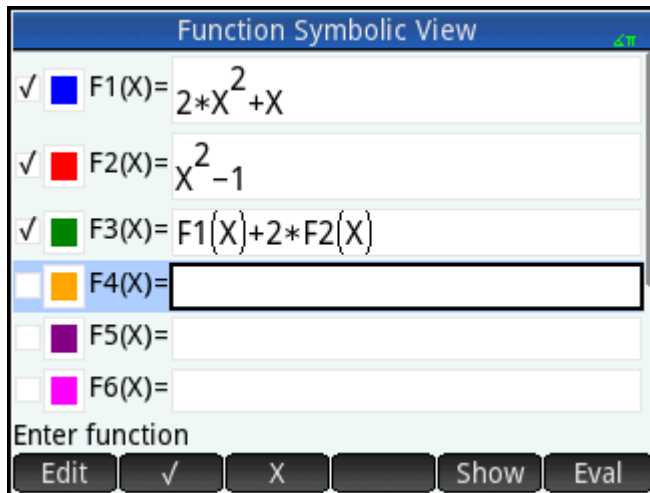 Function Symbolic View
∡π
√ F1(X)= 2*X²+X
√ F2(X)= X²−1
√ F3(X)= F1(X)+2*F2(X)
F4(X)=
F5(X)=
F6(X)=
Enter function
Edit √ X Show Eval